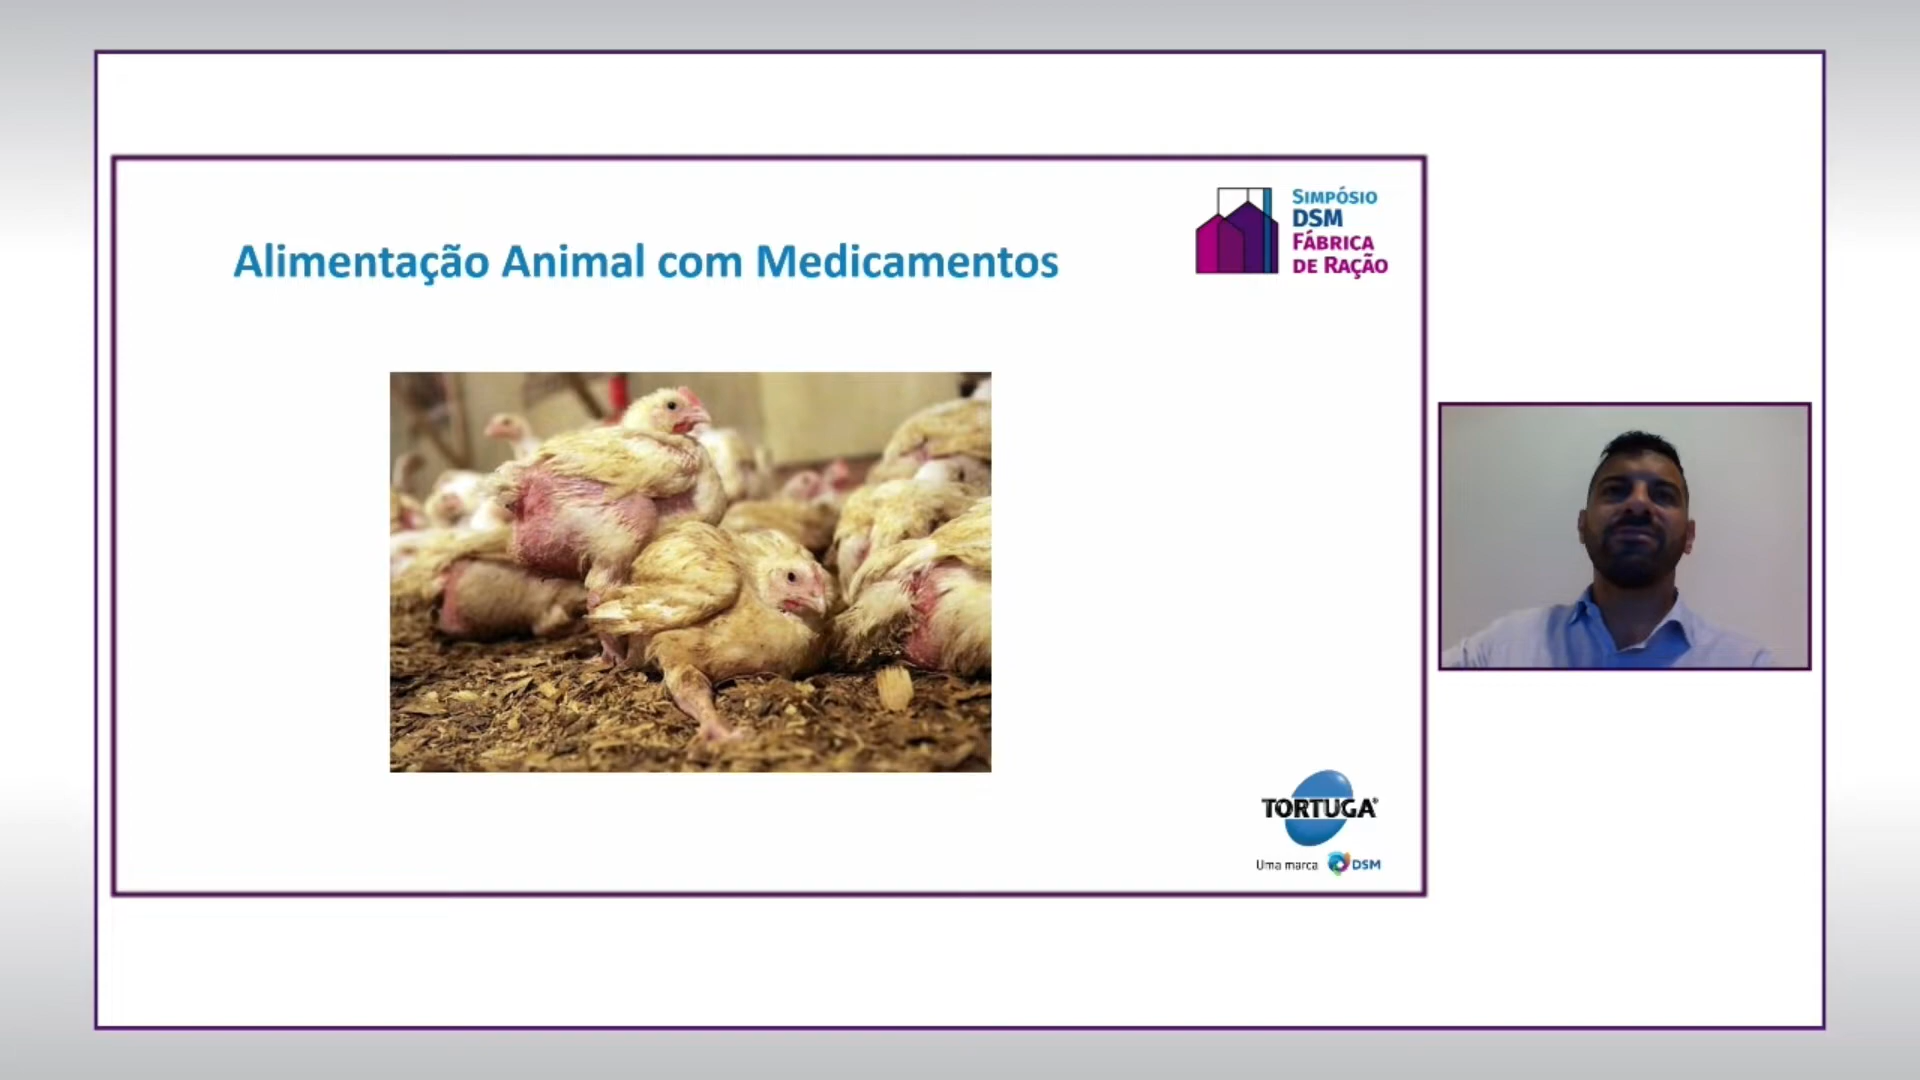 Alimentação Animal com Medicamentos
SIMPÓSIO
DSM
FÁBRICA
DE RAÇÃO
TORTUGA®
Uma marca DSM